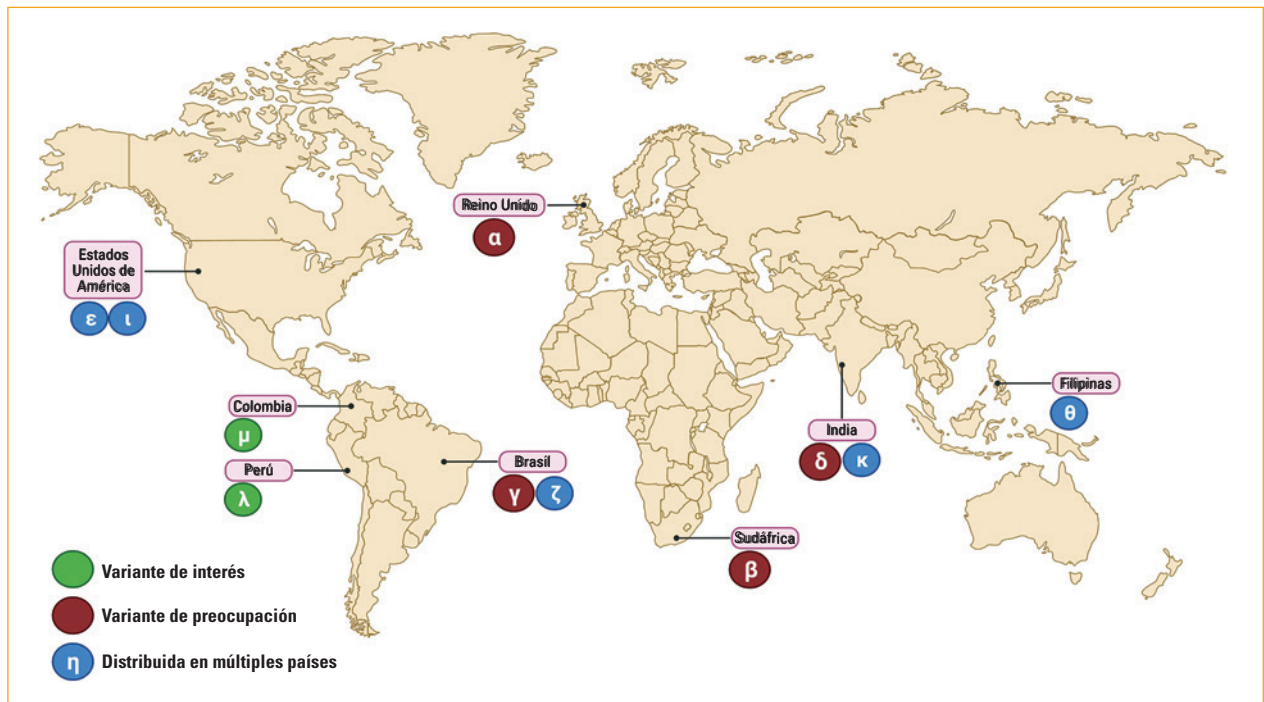 Reino Unido
α
Estados
Unidos de
América
ε ι
Colombia
μ
Perú
λ
Brasil
γ ζ
India
δ κ
Filipinas
θ
Sudáfrica
β
Variante de interés
Variante de preocupación
η Distribuida en múltiples países